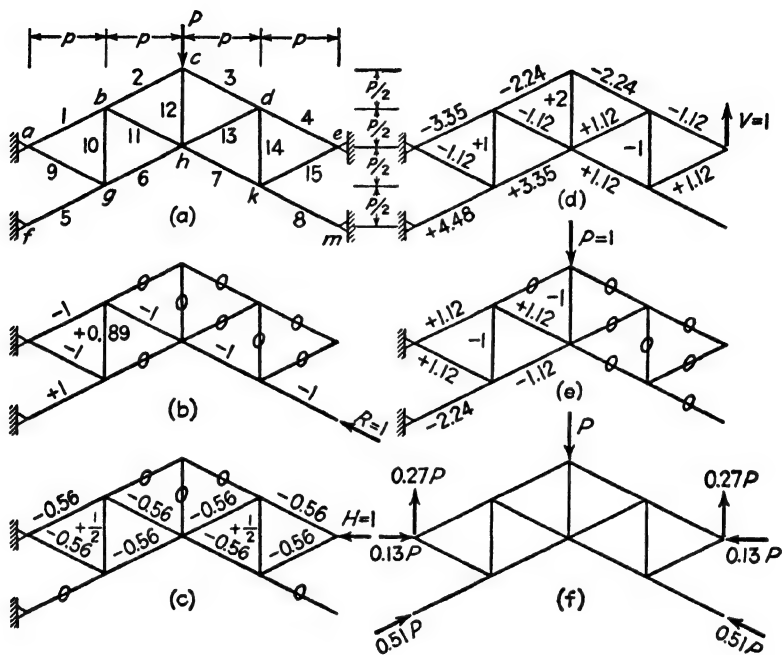 P
p p p p
c
2 3
b d
1 12 4
a 10 11 13 14 e
9 h 15
g 6 7 k
5 8
f m
(a)
P/2
P/2
P/2
P/2
-2.24 -2.24
-3.35 +2 -1.12
-1.12 +1.12 V=1
-1.12 +1 -1
+3.35 +1.12 +1.12
+4.48
(d)
0 0
-1 -1 0 0 0
+0.89 0
-1 0 -1 0
+1 -1
(b) R=1
P=1
0 0
+1.12 -1 0
+1.12 0
+1.12 -1 0 0
-1.12 0
-2.24 0
(e)
0 0
-0.56 0 -0.56
-0.56 -0.56 H=1
+1/2 +1/2
-0.56 -0.56 -0.56 -0.56
0 0
(c)
P
0.27P 0.27P
0.13P 0.13P
0.51P (f) 0.51P